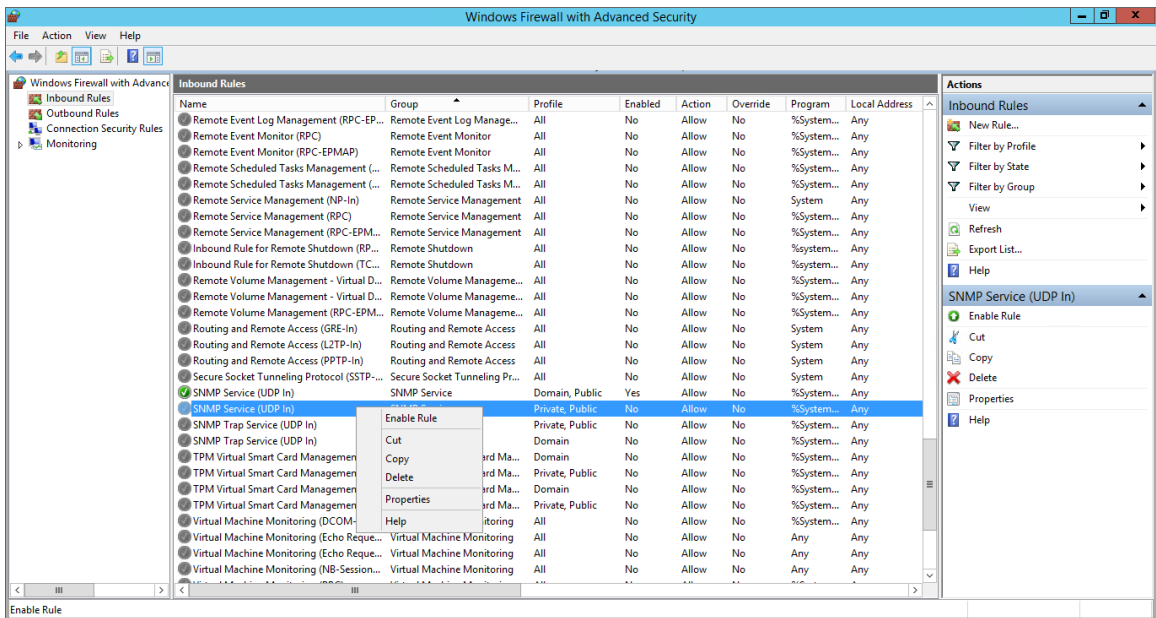 Windows Firewall with Advanced Security
File Action View Help
Windows Firewall with Advance
Inbound Rules
Outbound Rules
Connection Security Rules
Monitoring
Inbound Rules
Name Group Profile Enabled Action Override Program Local Address
Remote Event Log Management (RPC-EP... Remote Event Log Manage... All No Allow No %System... Any
Remote Event Monitor (RPC) Remote Event Monitor All No Allow No %System... Any
Remote Event Monitor (RPC-EPMAP) Remote Event Monitor All No Allow No %System... Any
Remote Scheduled Tasks Management (... Remote Scheduled Tasks M... All No Allow No %System... Any
Remote Scheduled Tasks Management (... Remote Scheduled Tasks M... All No Allow No %System... Any
Remote Service Management (NP-In) Remote Service Management All No Allow No System Any
Remote Service Management (RPC) Remote Service Management All No Allow No %System... Any
Remote Service Management (RPC-EPM... Remote Service Management All No Allow No %System... Any
Inbound Rule for Remote Shutdown (RP... Remote Shutdown All No Allow No %system... Any
Inbound Rule for Remote Shutdown (TC... Remote Shutdown All No Allow No %system... Any
Remote Volume Management - Virtual D... Remote Volume Manageme... All No Allow No %System... Any
Remote Volume Management - Virtual D... Remote Volume Manageme... All No Allow No %System... Any
Remote Volume Management (RPC-EPM... Remote Volume Manageme... All No Allow No %System... Any
Routing and Remote Access (GRE-In) Routing and Remote Access All No Allow No System Any
Routing and Remote Access (L2TP-In) Routing and Remote Access All No Allow No System Any
Routing and Remote Access (PPTP-In) Routing and Remote Access All No Allow No System Any
Secure Socket Tunneling Protocol (SSTP-... Secure Socket Tunneling Pr... All No Allow No System Any
SNMP Service (UDP In) SNMP Service Domain, Public Yes Allow No %System... Any
SNMP Service (UDP In) Private, Public No Allow No %System... Any
SNMP Trap Service (UDP In) Private, Public No Allow No %System... Any
SNMP Trap Service (UDP In) Domain No Allow No %System... Any
TPM Virtual Smart Card Managemen ard Ma... Domain No Allow No %System... Any
TPM Virtual Smart Card Managemen ard Ma... Private, Public No Allow No %System... Any
TPM Virtual Smart Card Managemen ard Ma... Domain No Allow No %System... Any
TPM Virtual Smart Card Managemen ard Ma... Private, Public No Allow No %System... Any
Virtual Machine Monitoring (DCOM- itoring All No Allow No %System... Any
Virtual Machine Monitoring (Echo Reque... Virtual Machine Monitoring All No Allow No Any Any
Virtual Machine Monitoring (Echo Reque... Virtual Machine Monitoring All No Allow No Any Any
Virtual Machine Monitoring (NB-Session... Virtual Machine Monitoring All No Allow No Any Any
Enable Rule
Cut
Copy
Delete
Properties
Help
Actions
Inbound Rules
New Rule...
Filter by Profile
Filter by State
Filter by Group
View
Refresh
Export List...
Help
SNMP Service (UDP In)
Enable Rule
Cut
Copy
Delete
Properties
Help
Enable Rule